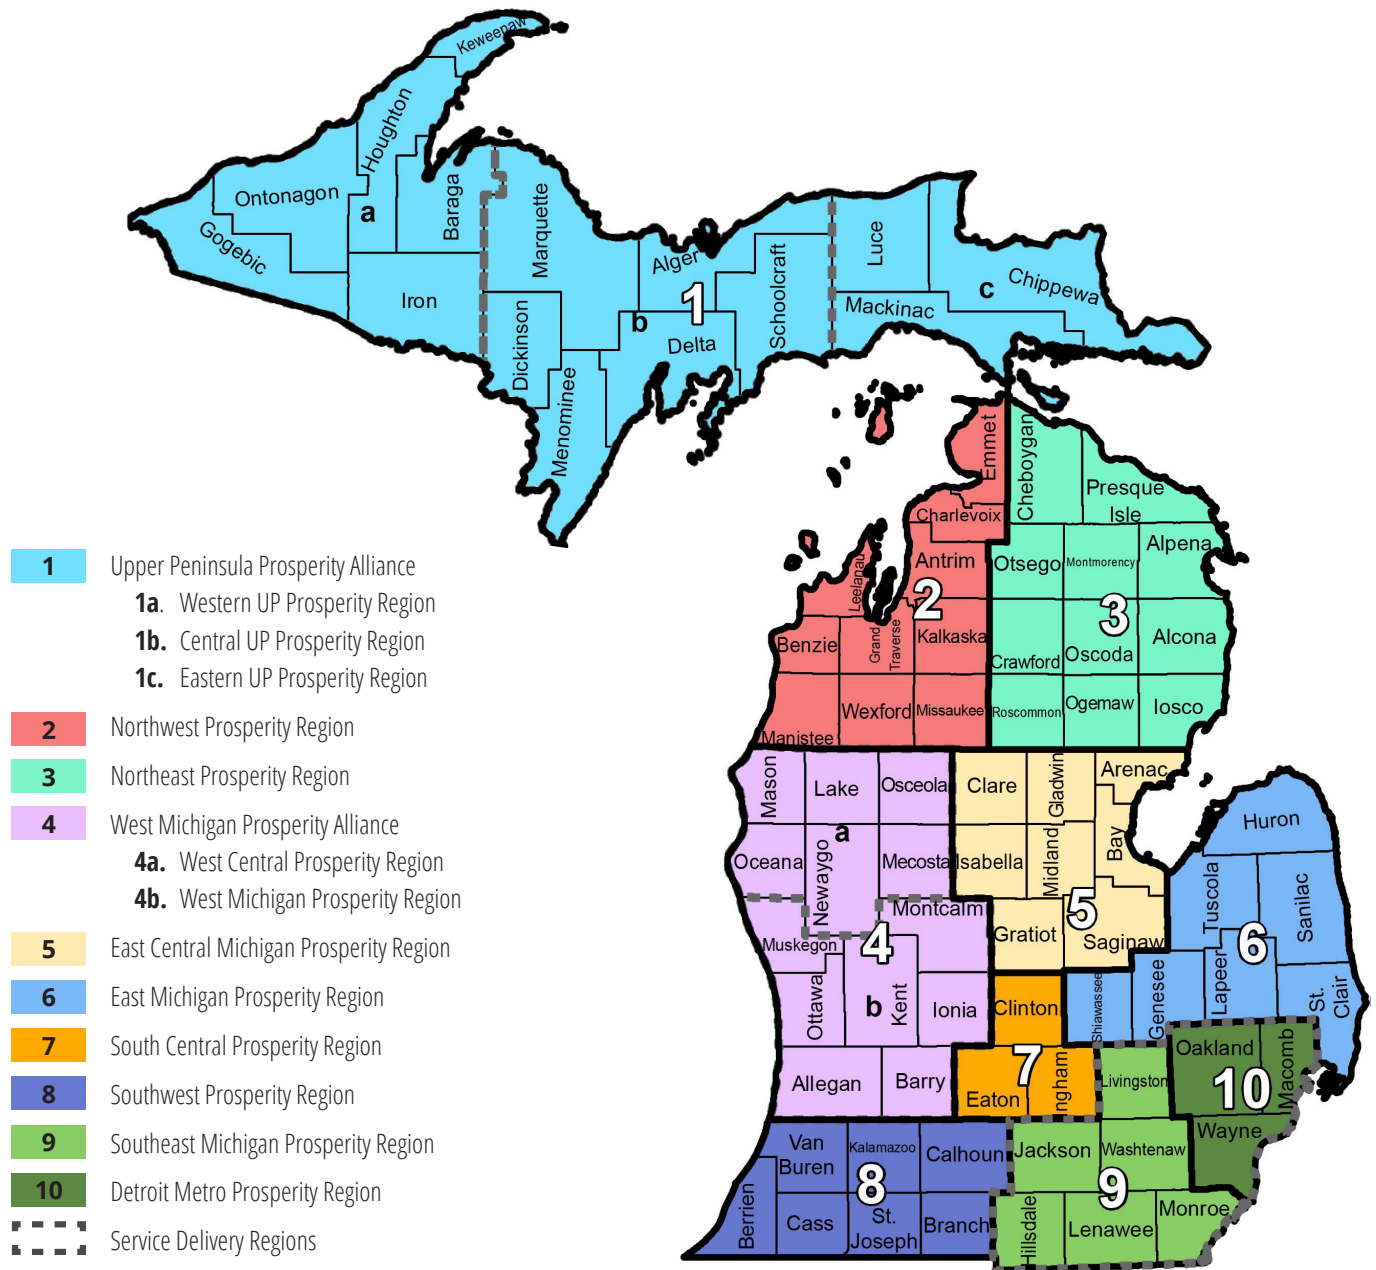 Keweenaw
Houghton
Ontonagon
a
Baraga
Gogebic
Iron
Marquette
Alger
1
b
Schoolcraft
Luce
c
Chippewa
Mackinac
Dickinson
Delta
Menominee
Emmet
Cheboygan
Presque
Isle
Charlevoix
Antrim
Otsego
Montmorency
Alpena
Leelanau
2
3
Benzie
Grand
Traverse
Kalkaska
Crawford
Oscoda
Alcona
Manistee
Wexford
Missaukee
Roscommon
Ogemaw
Iosco
Mason
Lake
Osceola
Clare
Gladwin
Arenac
a
Oceana
Newaygo
Mecosta
Isabella
Midland
Bay
Huron
Montcalm
Muskegon
4
Gratiot
5
Saginaw
Tuscola
Sanilac
6
Ottawa
b
Kent
Ionia
Clinton
Shiawassee
Genesee
Lapeer
St.
Clair
Allegan
Barry
7
Eaton
Ingham
Livingston
Oakland
Macomb
10
Wayne
Van
Buren
Kalamazoo
Calhoun
Jackson
Washtenaw
8
9
Berrien
Cass
St.
Joseph
Branch
Hillsdale
Lenawee
Monroe
1 Upper Peninsula Prosperity Alliance
1a. Western UP Prosperity Region
1b. Central UP Prosperity Region
1c. Eastern UP Prosperity Region
2 Northwest Prosperity Region
3 Northeast Prosperity Region
4 West Michigan Prosperity Alliance
4a. West Central Prosperity Region
4b. West Michigan Prosperity Region
5 East Central Michigan Prosperity Region
6 East Michigan Prosperity Region
7 South Central Prosperity Region
8 Southwest Prosperity Region
9 Southeast Michigan Prosperity Region
10 Detroit Metro Prosperity Region
Service Delivery Regions